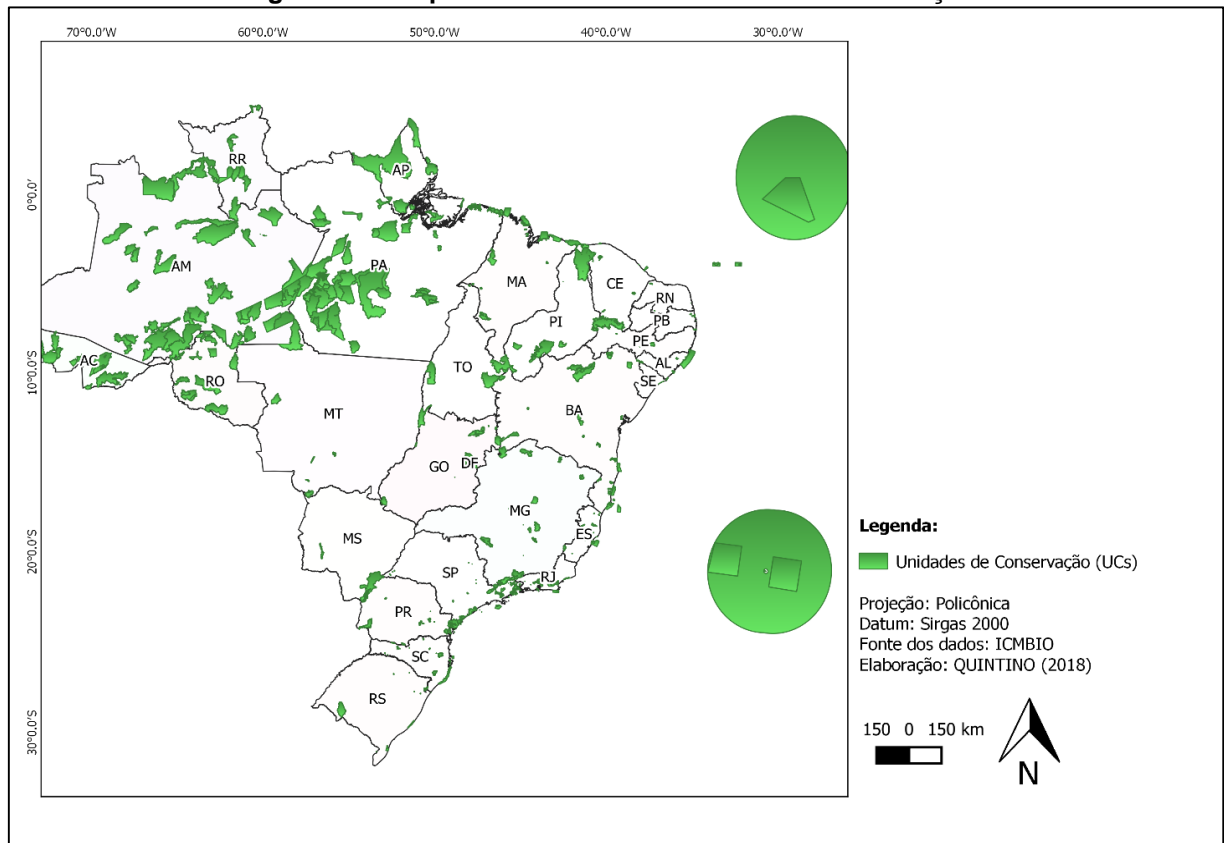 70°0.0'W 60°0.0'W 50°0.0'W 40°0.0'W 30°0.0'W
0°0.0'
10°0.0'S
20°0.0'S
30°0.0'S
RR
AP
AM
PA
MA
CE
RN
PB
PI
PE
AL
SE
AC
RO
TO
BA
MT
GO
DF
MG
ES
MS
SP
RJ
PR
SC
RS
Legenda:
Unidades de Conservação (UCs)
Projeção: Policônica
Datum: Sirgas 2000
Fonte dos dados: ICMBIO
Elaboração: QUINTINO (2018)
150 0 150 km
N